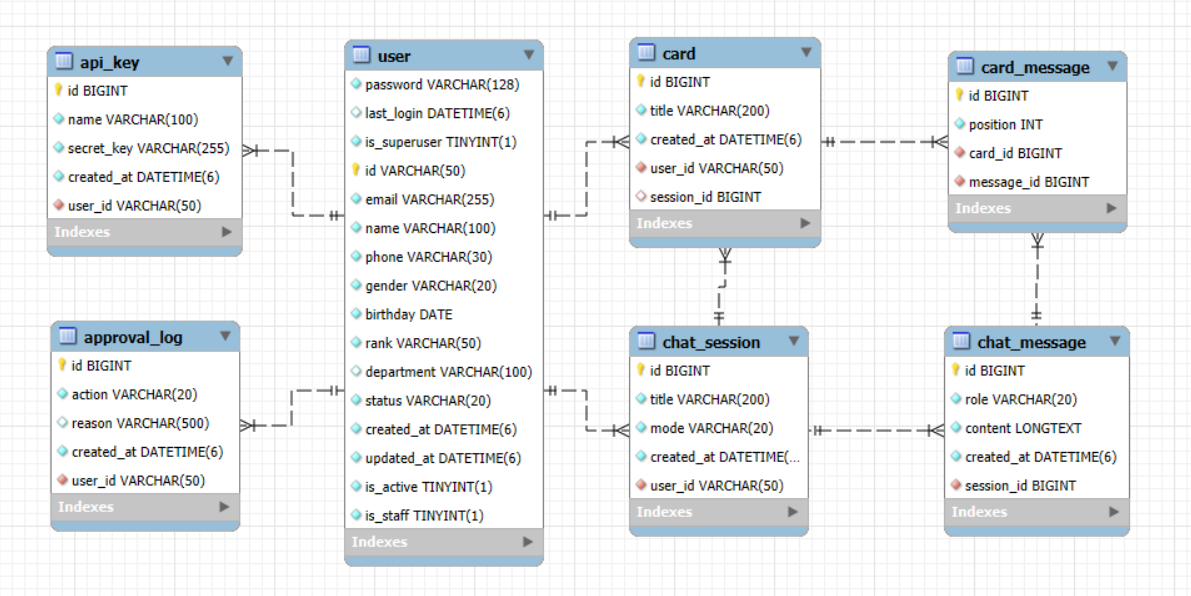 api_key
id BIGINT
name VARCHAR(100)
secret_key VARCHAR(255)
created_at DATETIME(6)
user_id VARCHAR(50)
Indexes
approval_log
id BIGINT
action VARCHAR(20)
reason VARCHAR(500)
created_at DATETIME(6)
user_id VARCHAR(50)
Indexes
user
password VARCHAR(128)
last_login DATETIME(6)
is_superuser TINYINT(1)
id VARCHAR(50)
email VARCHAR(255)
name VARCHAR(100)
phone VARCHAR(30)
gender VARCHAR(20)
birthday DATE
rank VARCHAR(50)
department VARCHAR(100)
status VARCHAR(20)
created_at DATETIME(6)
updated_at DATETIME(6)
is_active TINYINT(1)
is_staff TINYINT(1)
Indexes
card
id BIGINT
title VARCHAR(200)
created_at DATETIME(6)
user_id VARCHAR(50)
session_id BIGINT
Indexes
chat_session
id BIGINT
title VARCHAR(200)
mode VARCHAR(20)
created_at DATETIME(...
user_id VARCHAR(50)
Indexes
card_message
id BIGINT
position INT
card_id BIGINT
message_id BIGINT
Indexes
chat_message
id BIGINT
role VARCHAR(20)
content LONGTEXT
created_at DATETIME(6)
session_id BIGINT
Indexes